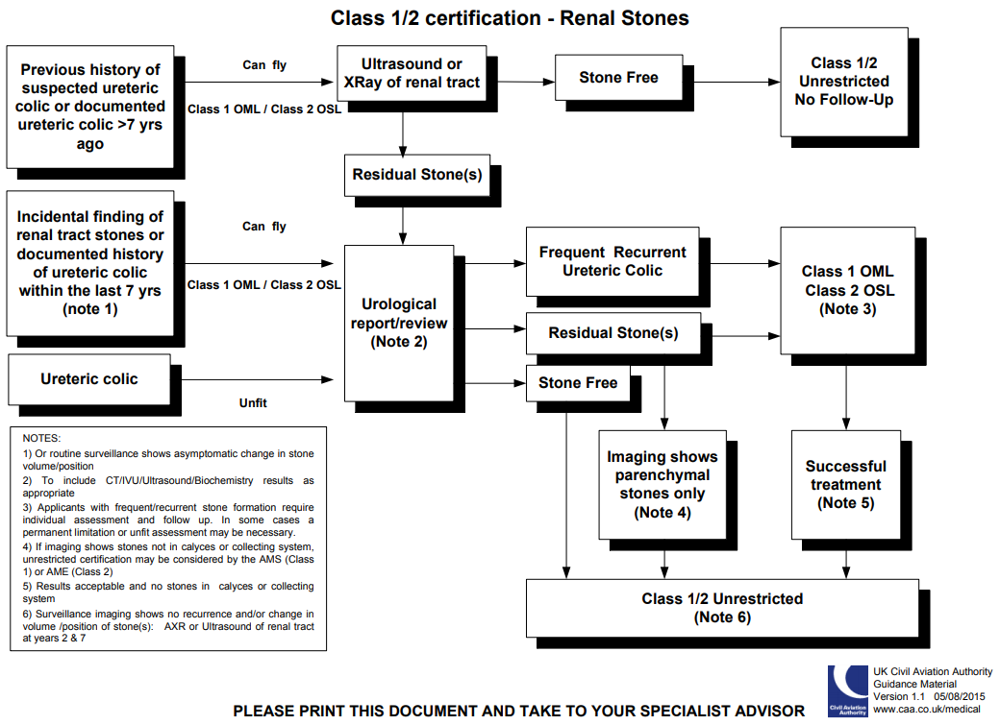 Class 1/2 certification - Renal Stones
Previous history of
suspected ureteric
colic or documented
ureteric colic >7 yrs
ago
Can fly
Class 1 OML / Class 2 OSL
Ultrasound or
XRay of renal tract
Stone Free
Class 1/2
Unrestricted
No Follow-Up
Residual Stone(s)
Incidental finding of
renal tract stones or
documented history
of ureteric colic
within the last 7 yrs
(note 1)
Can fly
Class 1 OML / Class 2 OSL
Urological
report/review
(Note 2)
Frequent Recurrent
Ureteric Colic
Class 1 OML
Class 2 OSL
(Note 3)
Residual Stone(s)
Ureteric colic
Unfit
Stone Free
Imaging shows
parenchymal
stones only
(Note 4)
Successful
treatment
(Note 5)
Class 1/2 Unrestricted
(Note 6)
NOTES:
1) Or routine surveillance shows asymptomatic change in stone
volume/position
2) To include CT/IVU/Ultrasound/Biochemistry results as
appropriate
3) Applicants with frequent/recurrent stone formation require
individual assessment and follow up. In some cases a
permanent limitation or unfit assessment may be necessary.
4) If imaging shows stones not in calyces or collecting system,
unrestricted certification may be considered by the AMS (Class
1) or AME (Class 2)
5) Results acceptable and no stones in calyces or collecting
system
6) Surveillance imaging shows no recurrence and/or change in
volume /position of stone(s): AXR or Ultrasound of renal tract
at years 2 & 7
Civil Aviation
Authority
UK Civil Aviation Authority
Guidance Material
Version 1.1 05/08/2015
www.caa.co.uk/medical
PLEASE PRINT THIS DOCUMENT AND TAKE TO YOUR SPECIALIST ADVISOR